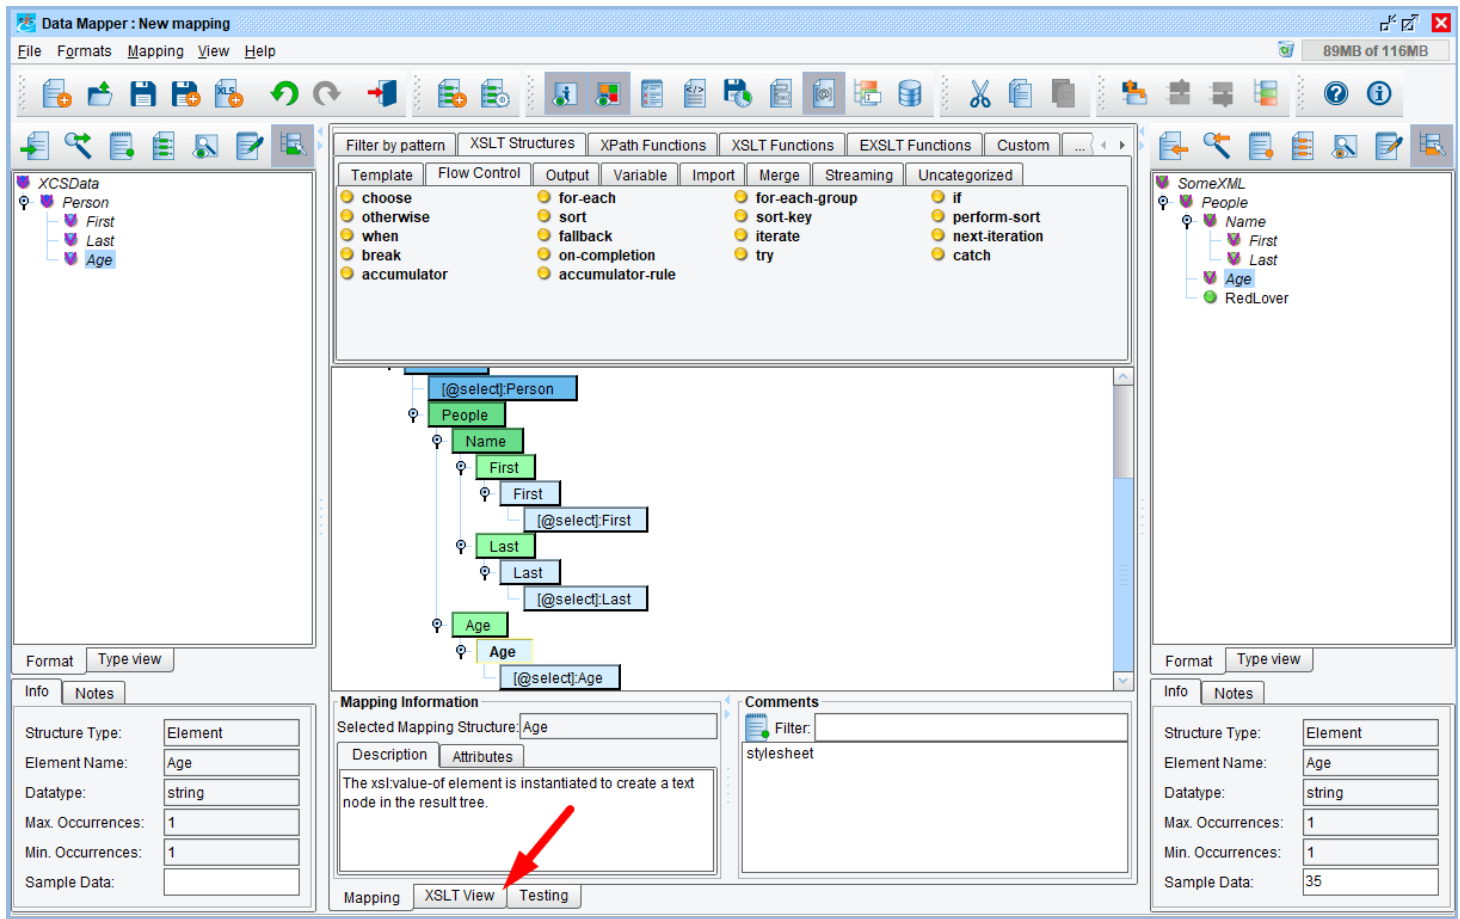 Data Mapper : New mapping
File Formats Mapping View Help
89MB of 116MB
XLS
Filter by pattern XSLT Structures XPath Functions XSLT Functions EXSLT Functions Custom ...
Template Flow Control Output Variable Import Merge Streaming Uncategorized
choose for-each for-each-group if
otherwise sort sort-key perform-sort
when fallback iterate next-iteration
break on-completion try catch
accumulator accumulator-rule
XCSData
Person
First
Last
Age
[@select]:Person
People
Name
First
First
[@select]:First
Last
Last
[@select]:Last
Age
Age
[@select]:Age
SomeXML
People
Name
First
Last
Age
RedLover
Format Type view
Info Notes
Structure Type: Element
Element Name: Age
Datatype: string
Max. Occurrences: 1
Min. Occurrences: 1
Sample Data:
Mapping Information
Selected Mapping Structure: Age
Description Attributes
The xsl:value-of element is instantiated to create a text
node in the result tree.
Comments
Filter:
stylesheet
Mapping XSLT View Testing
Format Type view
Info Notes
Structure Type: Element
Element Name: Age
Datatype: string
Max. Occurrences: 1
Min. Occurrences: 1
Sample Data: 35